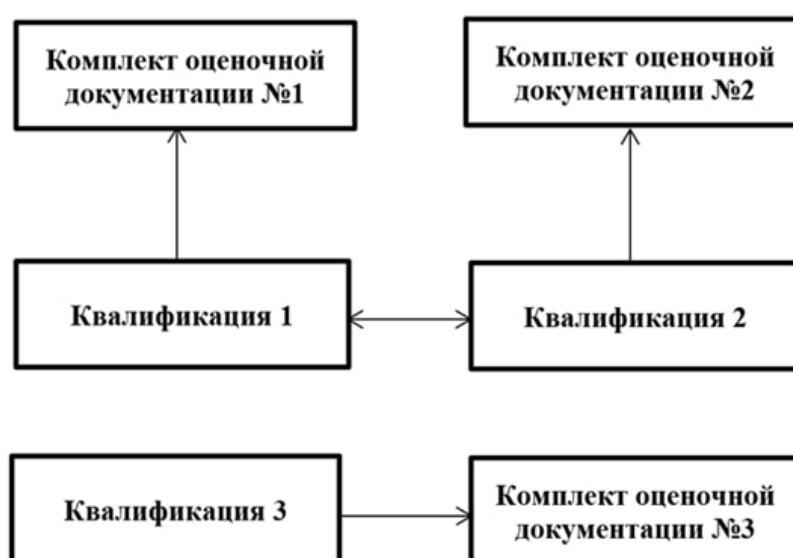 Комплект оценочной
документации №1
Комплект оценочной
документации №2
Квалификация 1
Квалификация 2
Квалификация 3
Комплект оценочной
документации №3